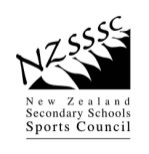 NZSSSC
New Zealand
Secondary Schools
Sports Council